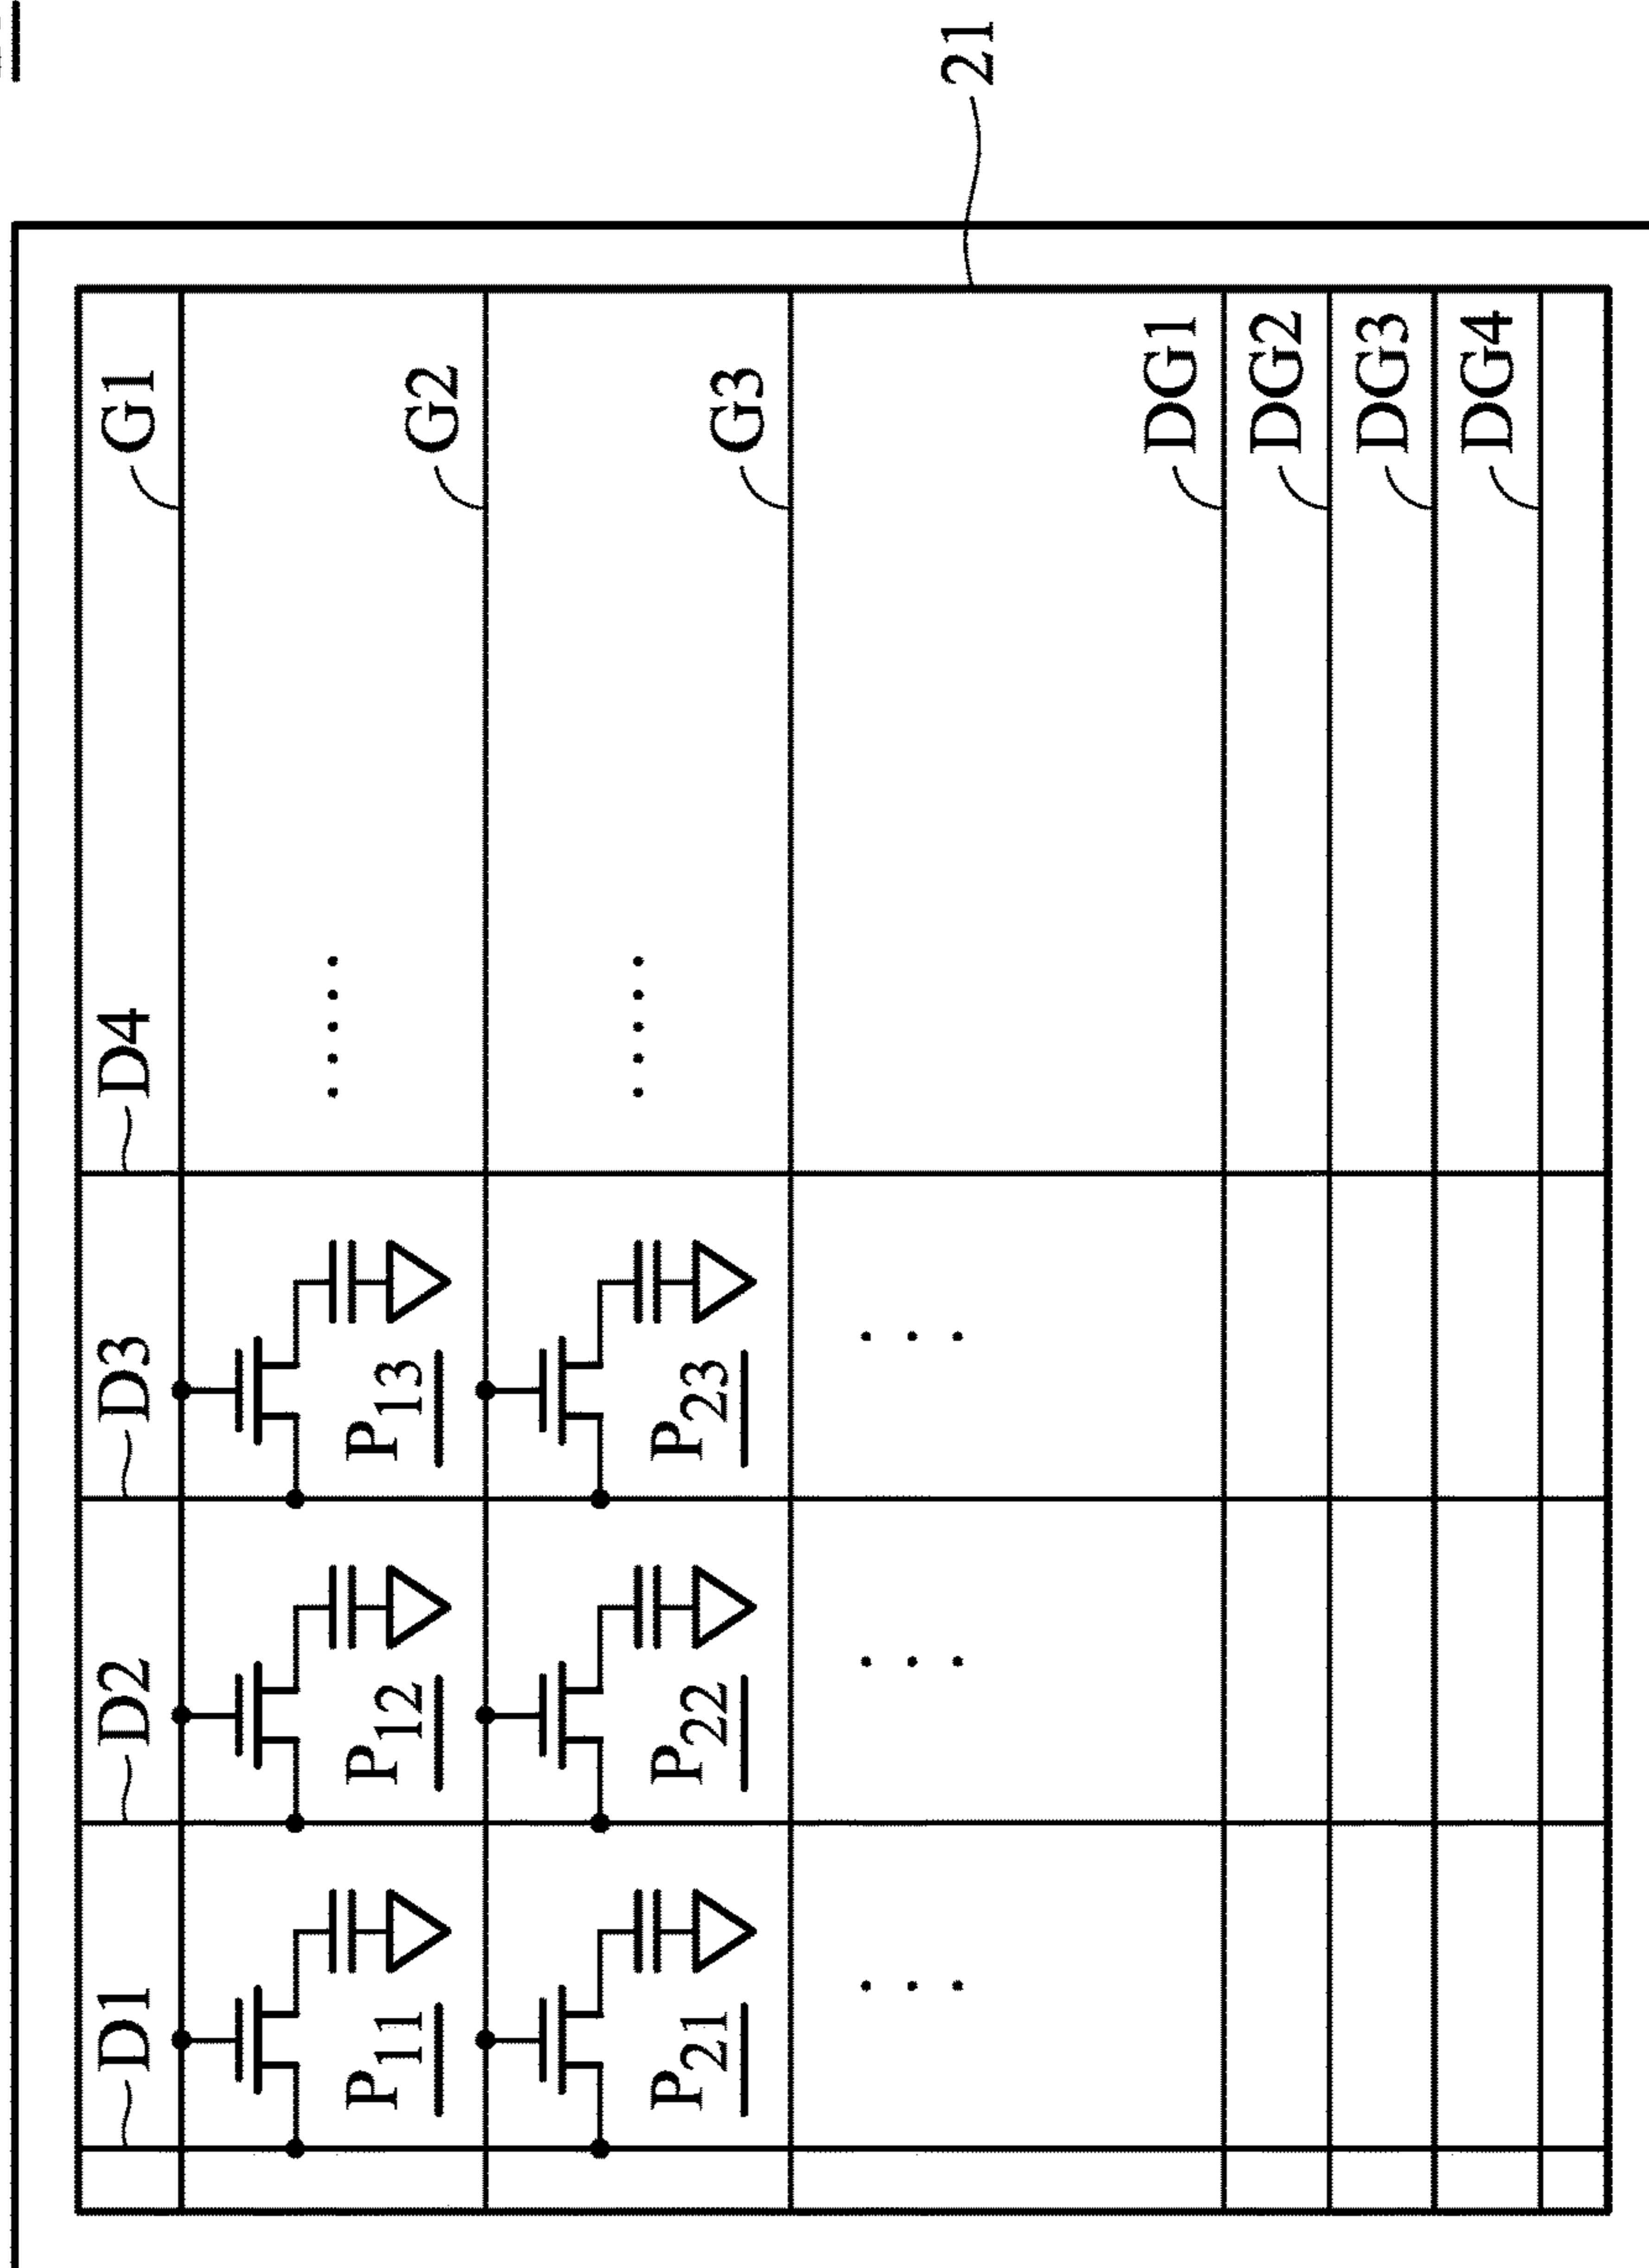 D1 D2 D3 D4 G1
P11 P12 P13
G2
P21 P22 P23
G3
21
DG1
DG2
DG3
DG4